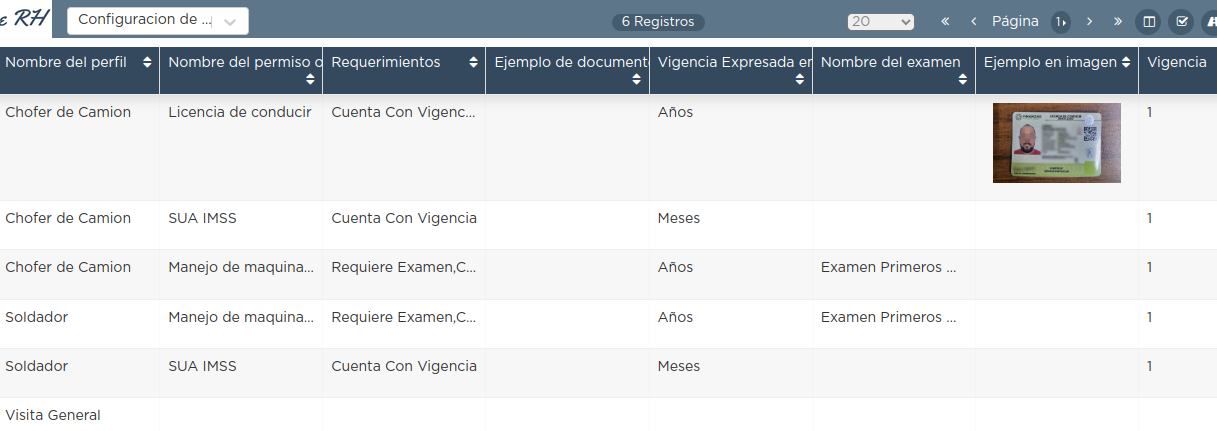 e RH Configuracion de ... 6 Registros 20 « ‹ Página 1 › »
Nombre del perfil Nombre del permiso o Requerimientos Ejemplo de document Vigencia Expresada en Nombre del examen Ejemplo en imagen Vigencia
Chofer de Camion Licencia de conducir Cuenta Con Vigenc... Años 1
Chofer de Camion SUA IMSS Cuenta Con Vigencia Meses 1
Chofer de Camion Manejo de maquina... Requiere Examen,C... Años Examen Primeros ... 1
Soldador Manejo de maquina... Requiere Examen,C... Años Examen Primeros ... 1
Soldador SUA IMSS Cuenta Con Vigencia Meses 1
Visita General